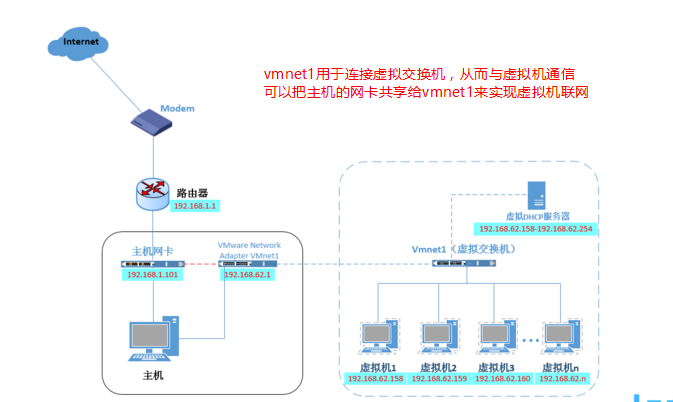 Internet
vmnet1用于连接虚拟交换机，从而与虚拟机通信
可以把主机的网卡共享给vmnet1来实现虚拟机联网
Modem
路由器
192.168.1.1
虚拟DHCP服务器
192.168.62.158-192.168.62.254
主机网卡
192.168.1.101
VMware Network
Adapter VMnet1
192.168.62.1
Vmnet1（虚拟交换机）
主机
虚拟机1
192.168.62.158
虚拟机2
192.168.62.159
虚拟机3
192.168.62.160
...
虚拟机n
192.168.62.n